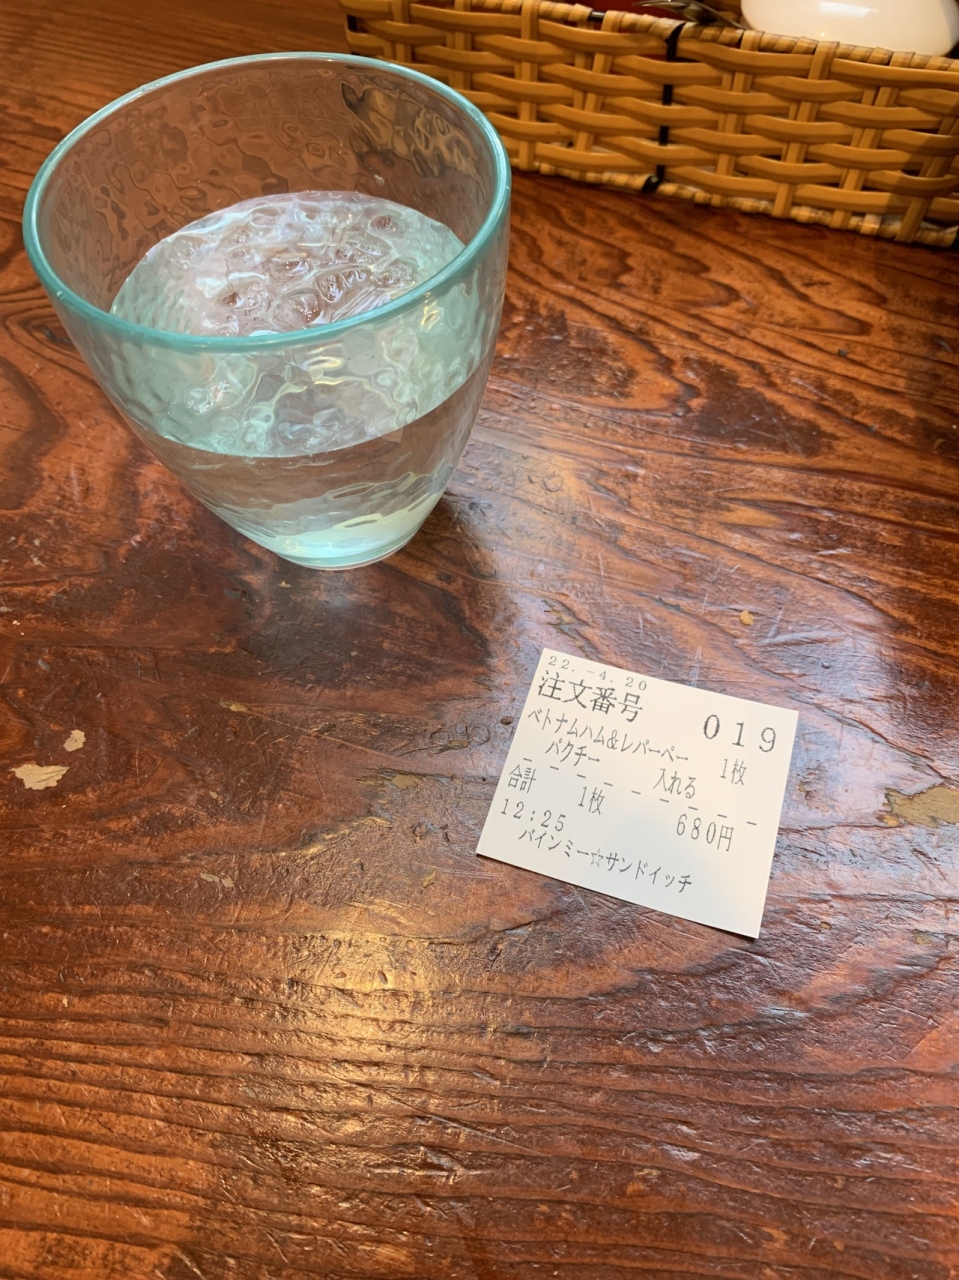 22.-4.20
注文番号 019
ベトナムハム&レバーペー 1枚
パクチー 入れる
合計 1枚 680円
12:25
バインミー☆サンドイッチ